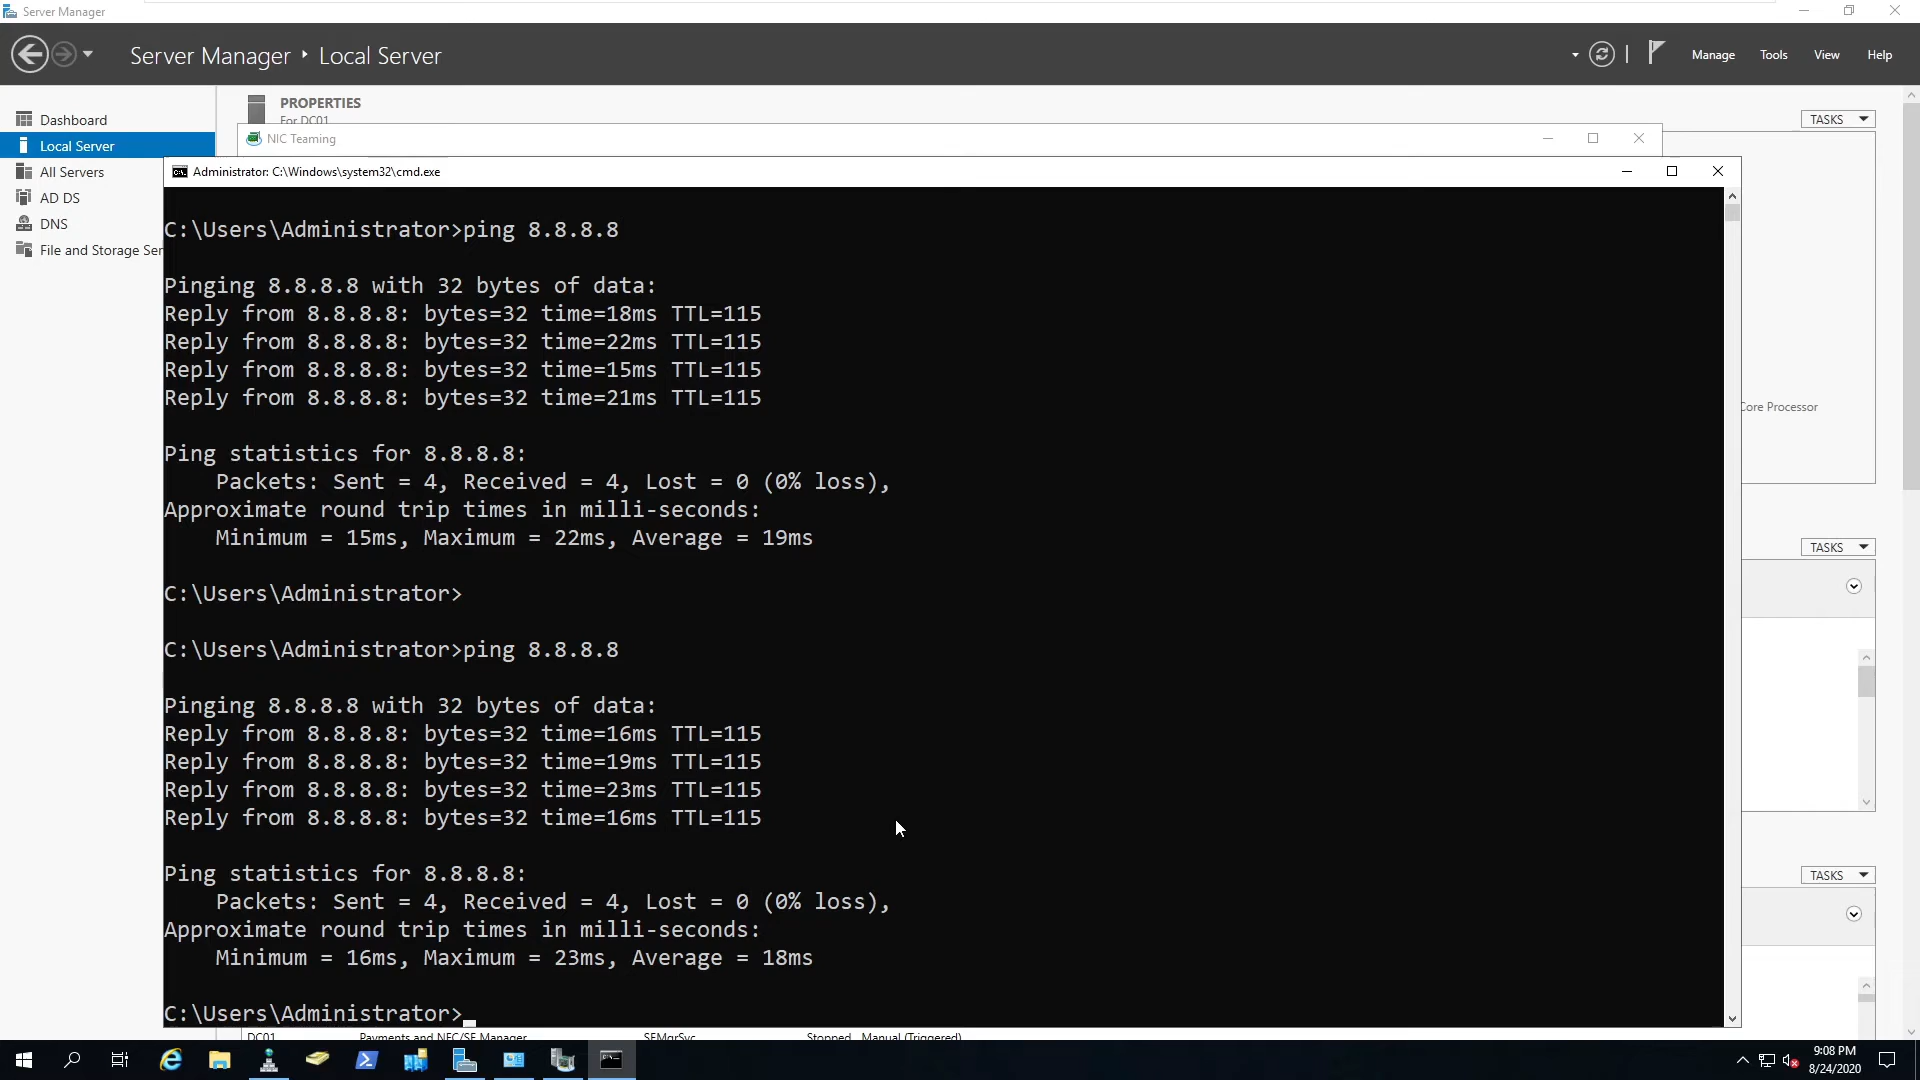 Server Manager
Server Manager ‣ Local Server
Manage
Tools
View
Help
Dashboard
Local Server
All Servers
AD DS
DNS
File and Storage Ser
PROPERTIES
For DC01
TASKS
NIC Teaming
Administrator: C:\Windows\system32\cmd.exe
C:\Users\Administrator>ping 8.8.8.8
Pinging 8.8.8.8 with 32 bytes of data:
Reply from 8.8.8.8: bytes=32 time=18ms TTL=115
Reply from 8.8.8.8: bytes=32 time=22ms TTL=115
Reply from 8.8.8.8: bytes=32 time=15ms TTL=115
Reply from 8.8.8.8: bytes=32 time=21ms TTL=115
Ping statistics for 8.8.8.8:
Packets: Sent = 4, Received = 4, Lost = 0 (0% loss),
Approximate round trip times in milli-seconds:
Minimum = 15ms, Maximum = 22ms, Average = 19ms
C:\Users\Administrator>
C:\Users\Administrator>ping 8.8.8.8
Pinging 8.8.8.8 with 32 bytes of data:
Reply from 8.8.8.8: bytes=32 time=16ms TTL=115
Reply from 8.8.8.8: bytes=32 time=19ms TTL=115
Reply from 8.8.8.8: bytes=32 time=23ms TTL=115
Reply from 8.8.8.8: bytes=32 time=16ms TTL=115
Ping statistics for 8.8.8.8:
Packets: Sent = 4, Received = 4, Lost = 0 (0% loss),
Approximate round trip times in milli-seconds:
Minimum = 16ms, Maximum = 23ms, Average = 18ms
C:\Users\Administrator>_
Core Processor
TASKS
TASKS
DC01 Payments and NFC/SE Manager SEMgrSvc Stopped Manual (Triggered)
9:08 PM
8/24/2020